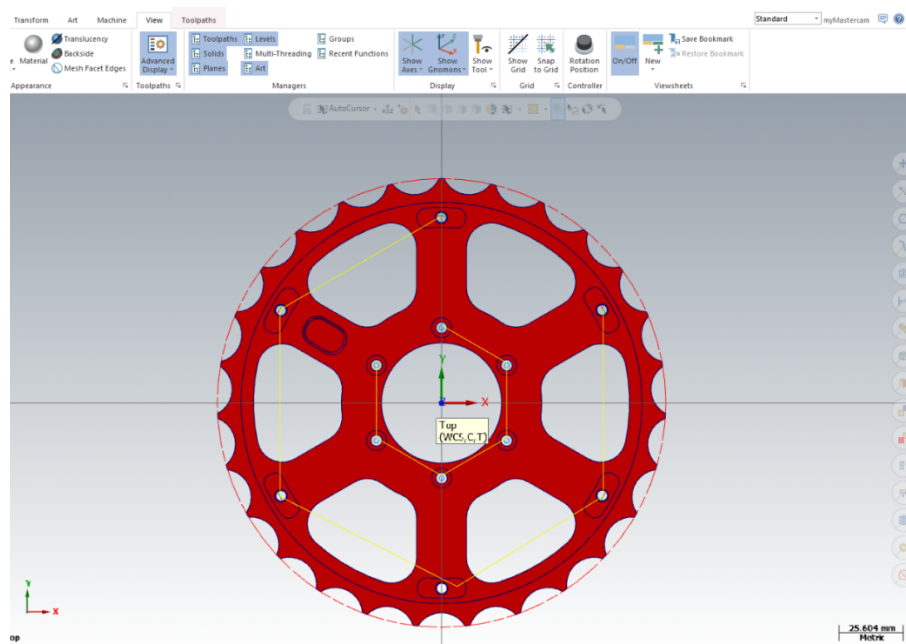 Transform Art Machine View Toolpaths Standard myMastercam
Translucency Toolpaths Levels Groups Save Bookmark
Material Backside Solids Multi-Threading Recent Functions Restore Bookmark
Mesh Facet Edges Planes Art
Advanced Display
Show Axes
Show Gnomons
Show Tool
Show Grid
Snap to Grid
Rotation Position
On/Off
New
Appearance Toolpaths Managers Display Grid Controller Viewsheets
AutoCursor
Y
X
Top
(WCS,C,T)
Y
X
op
25.604 mm
Metric